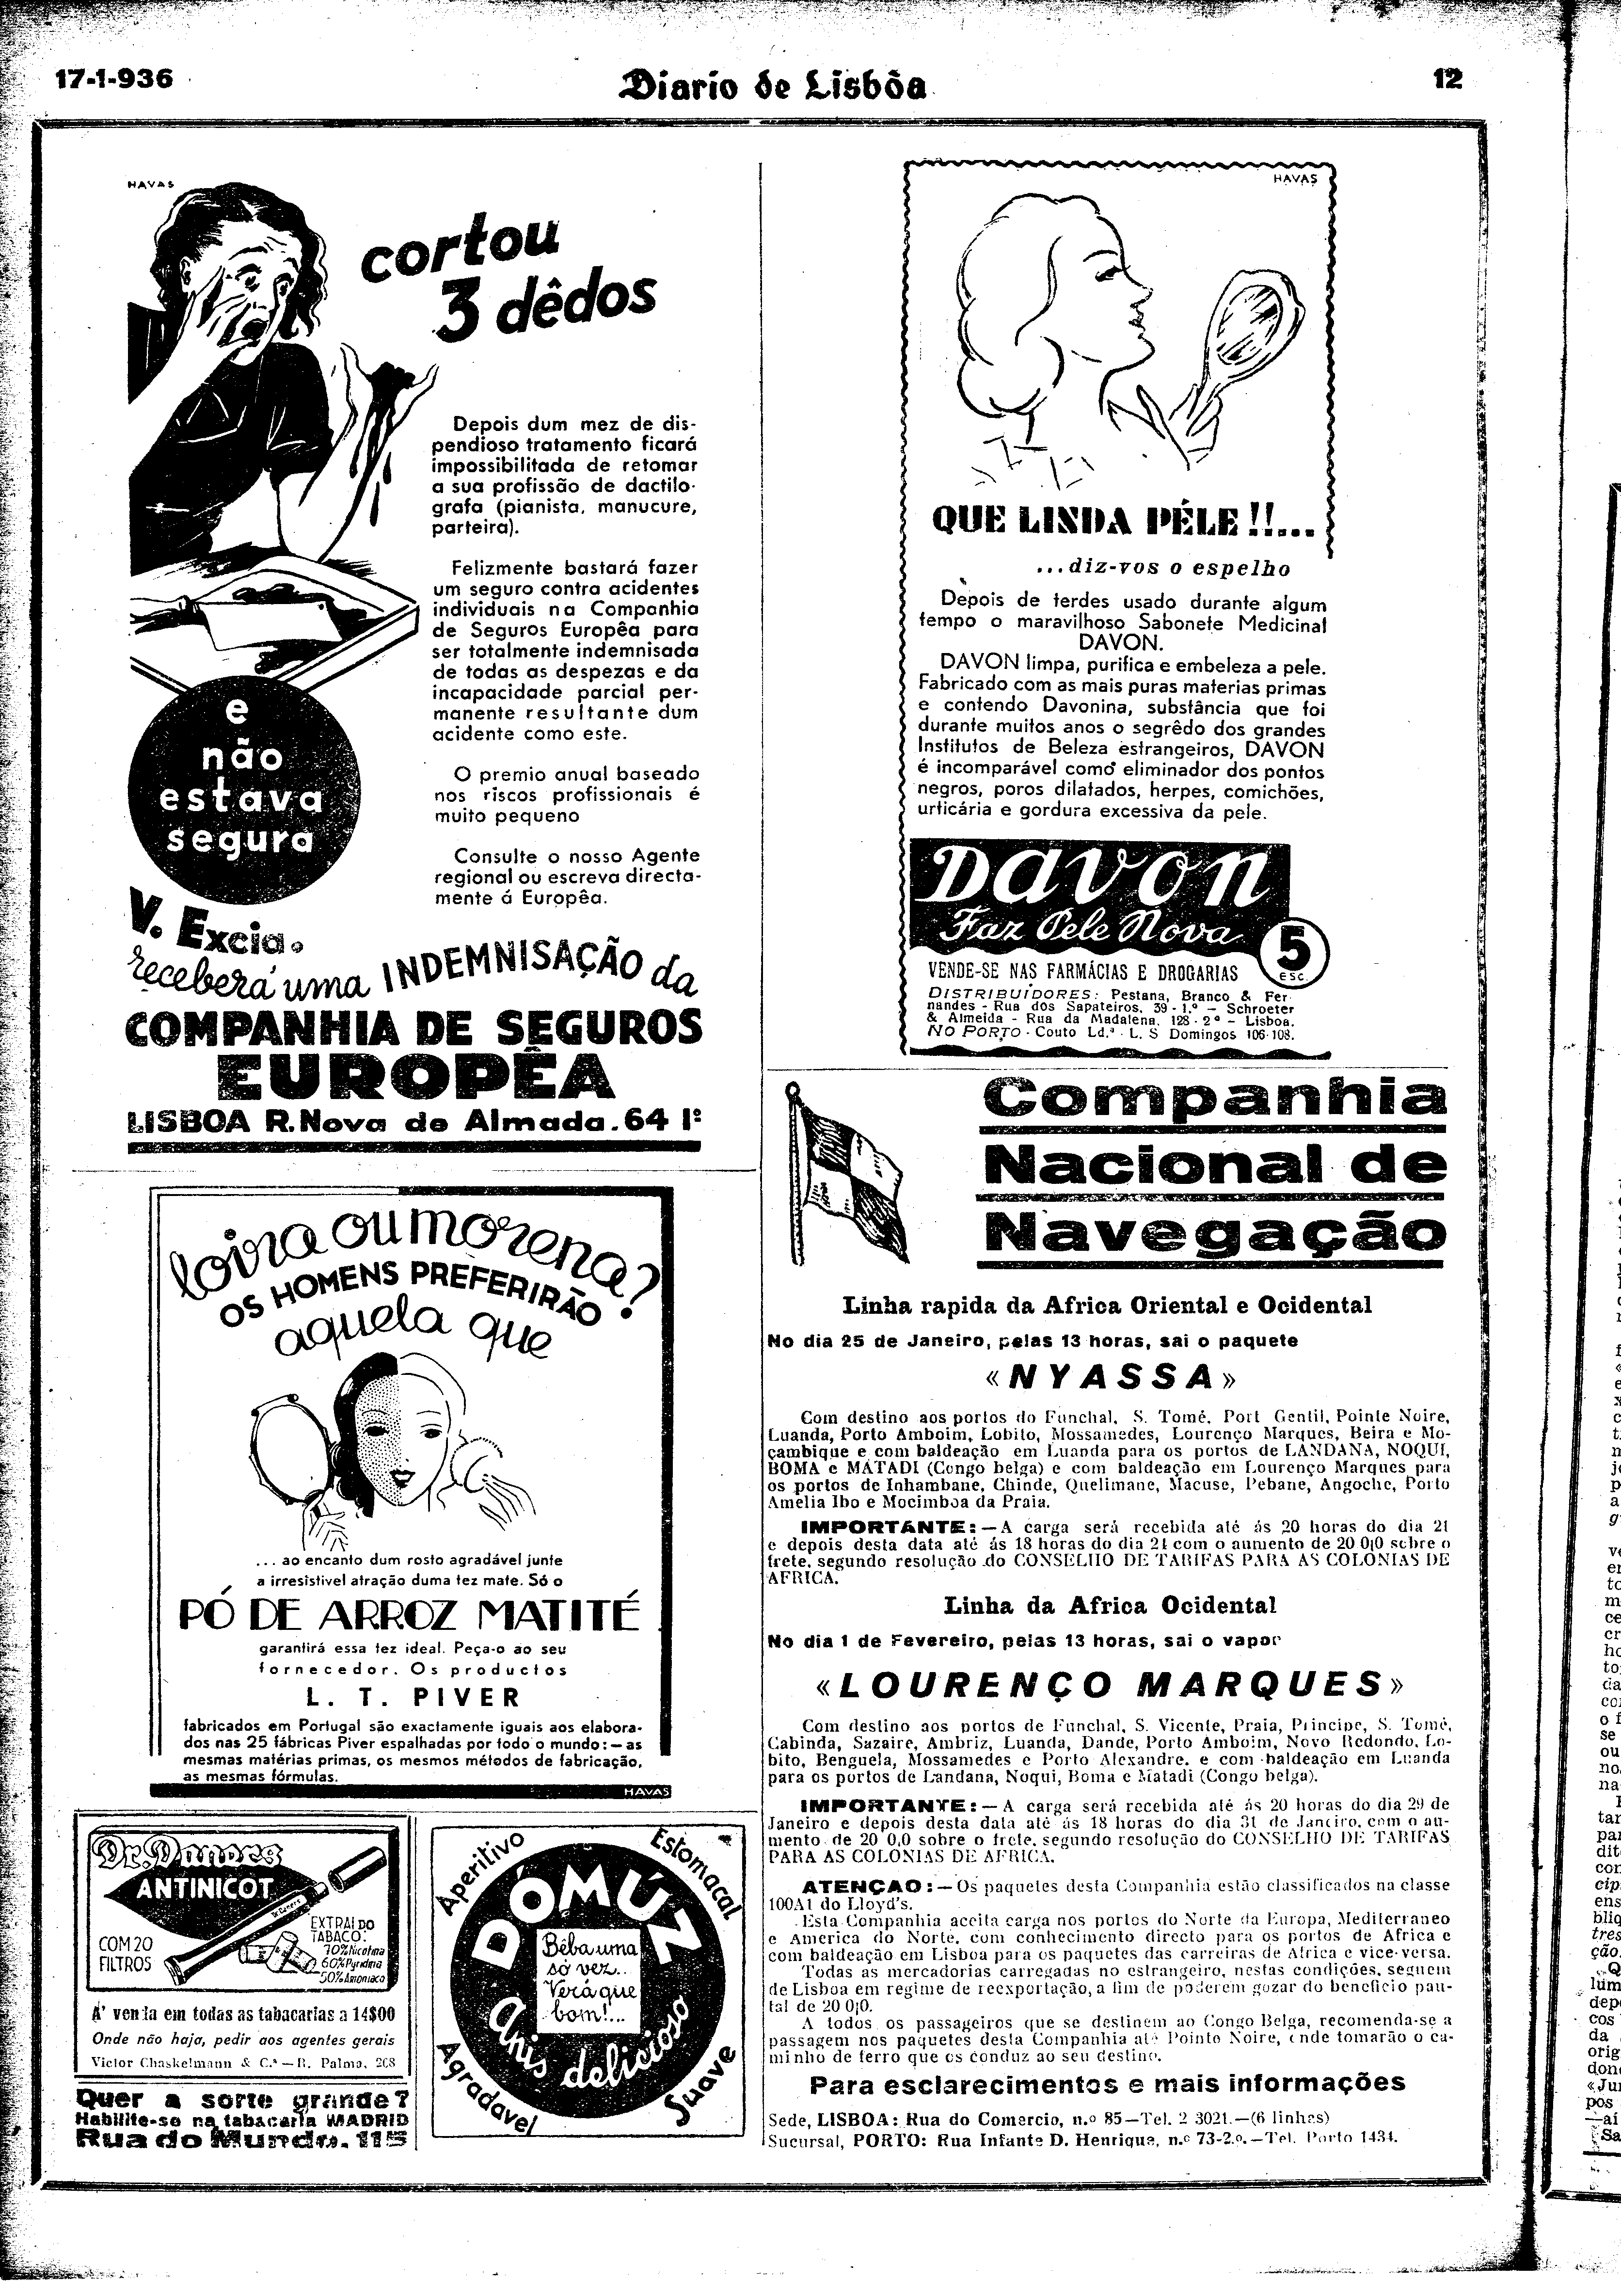 17-1-936
Diario de Lisbôa
12
HAVAS
cortou
3 dêdos
Depois dum mez de dis-
pendioso tratamento ficará
impossibilitada de retomar
a sua profissão de dactilo-
grafa (pianista, manucure,
parteira).
Felizmente bastará fazer
um seguro contra acidentes
individuais na Companhia
de Seguros Européa para
ser totalmente indemnisada
de todas as despezas e da
incapacidade parcial per-
manente resultante dum
acidente como este.
O premio anual baseado
nos riscos profissionais é
muito pequeno
Consulte o nosso Agente
regional ou escreva directa-
mente á Européa.
e
não
estava
segura
V. Excia.
receberá uma INDEMNISAÇÃO da
COMPANHIA DE SEGUROS
EUROPÊA
LISBOA R. Nova do Almada. 64 1º
loira ou morena?
OS HOMENS PREFERIRÃO
aquela que
... ao encanto dum rosto agradável junte
a irresistivel atração duma tez mate. Só o
PÓ DE ARROZ MATITÉ
garantirá essa tez ideal. Peça-o ao seu
fornecedor. Os productos
L. T. PIVER
fabricados em Portugal são exactamente iguais aos elabora-
dos nas 25 fábricas Piver espalhadas por todo o mundo:—as
mesmas matérias primas, os mesmos métodos de fabricação,
as mesmas fórmulas.
HAVAS
Dr. Danors
ANTINICOT
COM 20
FILTROS
EXTRAI DO
TABACO:
70% Nicotina
60% Pyridina
50% Amoniaco
A' venda em todas as tabacarias a 14$00
Onde não haja, pedir aos agentes gerais
Victor Chaskelmann & C.ª—R. Palma, 268
Quer a sorte grande?
Habilite-se na tabacaria MADRID
Rua do Mundo, 115
Aperitivo
Estomacal
DÓMÚZ
Bêba uma
só vez..
Verá que
bom!...
Anis delicioso
Agradavel
Suave
HAVAS
QUE LINDA PÉLE!!...
...diz-vos o espelho
Depois de terdes usado durante algum
tempo o maravilhoso Sabonete Medicinal
DAVON.
DAVON limpa, purifica e embeleza a pele.
Fabricado com as mais puras materias primas
e contendo Davonina, substância que foi
durante muitos anos o segrêdo dos grandes
Institutos de Beleza estrangeiros, DAVON
é incomparável como eliminador dos pontos
negros, poros dilatados, herpes, comichões,
urticária e gordura excessiva da pele.
Davon
Faz Pele Nova
5
esc.
VENDE-SE NAS FARMÁCIAS E DROGARIAS
DISTRIBUIDORES: Pestana, Branco & Fer-
nandes - Rua dos Sapateiros, 39 - 1.º — Schroeter
& Almeida - Rua da Madalena, 128 - 2º — Lisboa.
NO PORTO - Couto Ld.ª - L. S Domingos 106-108.
Companhia
Nacional de
Navegação
Linha rapida da Africa Oriental e Ocidental
No dia 25 de Janeiro, pelas 13 horas, sai o paquete
«NYASSA»
Com destino aos portos do Funchal, S. Tomé, Port Gentil, Pointe Noire,
Luanda, Porto Amboim, Lobito, Mossamedes, Lourenço Marques, Beira e Mo-
çambique e com baldeação em Luanda para os portos de LANDANA, NOQUI,
BOMA e MATADI (Congo belga) e com baldeação em Lourenço Marques para
os portos de Inhambane, Chinde, Quelimane, Macuse, Pebane, Angoche, Porto
Amelia Ibo e Mocimboa da Praia.
IMPORTANTE:—A carga será recebida até ás 20 horas do dia 21
e depois desta data até ás 18 horas do dia 24 com o aumento de 20 0|0 sobre o
frete, segundo resolução do CONSELHO DE TARIFAS PARA AS COLONIAS DE
AFRICA.
Linha da Africa Ocidental
No dia 1 de Fevereiro, pelas 13 horas, sai o vapor
«LOURENÇO MARQUES»
Com destino aos portos de Funchal, S. Vicente, Praia, Principe, S. Tomé,
Cabinda, Sazaire, Ambriz, Luanda, Dande, Porto Amboim, Novo Redondo, Lo-
bito, Benguela, Mossamedes e Porto Alexandre, e com baldeação em Luanda
para os portos de Landana, Noqui, Boma e Matadi (Congo belga).
IMPORTANTE:—A carga será recebida até ás 20 horas do dia 29 de
Janeiro e depois desta data até ás 18 horas do dia 31 de Janeiro, com o au-
mento de 20 0,0 sobre o frete, segundo resolução do CONSELHO DE TARIFAS
PARA AS COLONIAS DE AFRICA.
ATENÇAO:—Os paquetes desta Companhia estão classificados na classe
100A1 do Lloyd's.
Esta Companhia aceita carga nos portos do Norte da Europa, Mediterraneo
e America do Norte, com conhecimento directo para os portos de Africa e
com baldeação em Lisboa para os paquetes das carreiras de Africa e vice-versa.
Todas as mercadorias carregadas no estrangeiro, nestas condições, seguem
de Lisboa em regime de reexportação, a fim de poderem gozar do beneficio pau-
tal de 20 0|0.
A todos os passageiros que se destinem ao Congo Belga, recomenda-se a
passagem nos paquetes desta Companhia até Pointo Noire, onde tomarão o ca-
minho de ferro que os conduz ao seu destino.
Para esclarecimentos e mais informações
Sede, LISBOA: Rua do Comercio, n.º 85—Tel. 2 3021.—(6 linhas)
Sucursal, PORTO: Rua Infante D. Henrique, n.º 73-2.º.—Tel. Porto 1434.